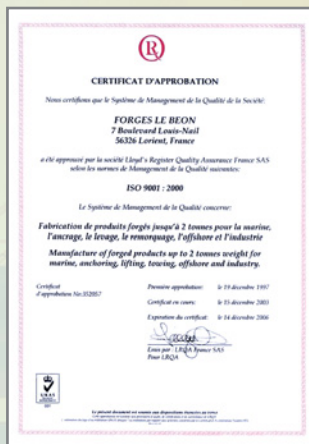 CERTIFICAT D'APPROBATION
Nous certifions que le Système de Management de la Qualité de la Société:
FORGES LE BEON
7 Boulevard Louis-Nail
56326 Lorient, France
a été approuvé par la société Lloyd's Register Quality Assurance France SAS
selon les normes de Management de la Qualité suivantes:
ISO 9001 : 2000
Le Système de Management de la Qualité concerne:
Fabrication de produits forgés jusqu'à 2 tonnes pour la marine,
l'ancrage, le levage, le remorquage, l'offshore et l'industrie
Manufacture of forged products up to 2 tonnes weight for
marine, anchoring, lifting, towing, offshore and industry.
Certificat
d'approbation No:
Première approbation: le 19 décembre 1997
Certificat en cours: le 15 décembre 2003
Expiration du certificat: le 14 décembre 2006
Emis par : LRQA France SAS
Pour LRQA
UKAS